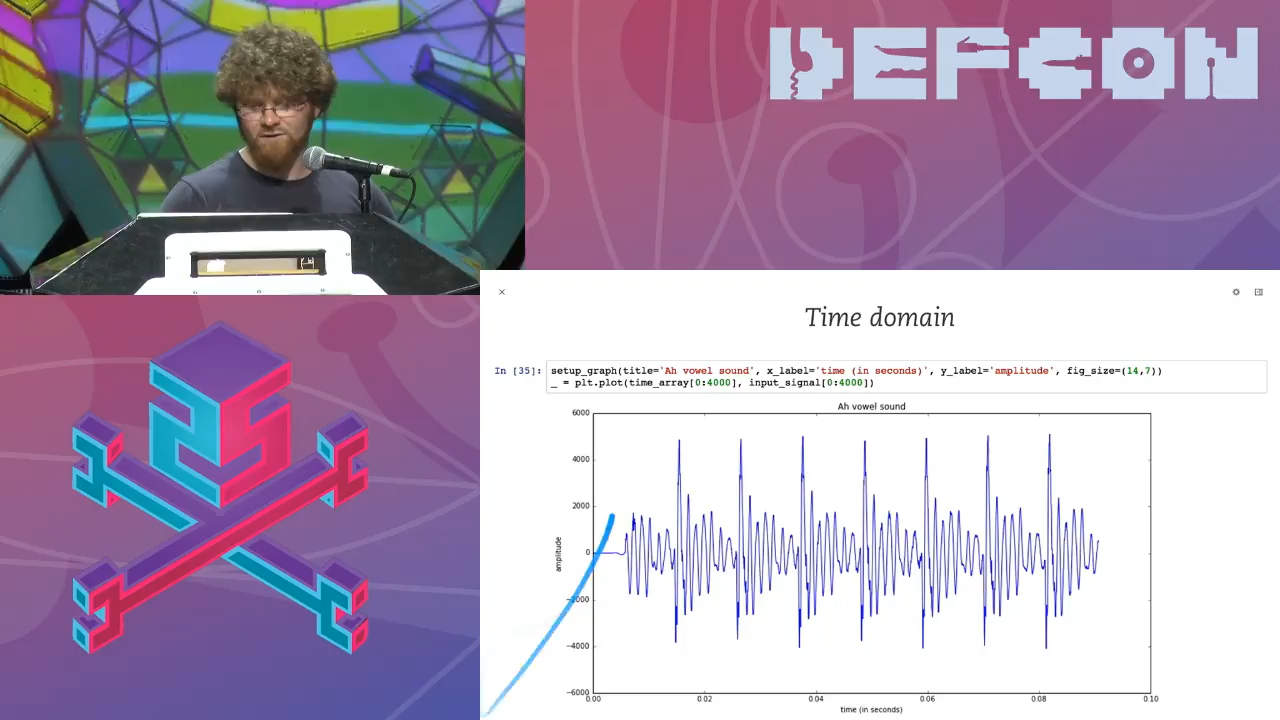 DEFCON
Time domain
In [35]: setup_graph(title='Ah vowel sound', x_label='time (in seconds)', y_label='amplitude', fig_size=(14,7))
_ = plt.plot(time_array[0:4000], input_signal[0:4000])
Ah vowel sound
6000
4000
2000
0
−2000
−4000
−6000
amplitude
0.00 0.02 0.04 0.06 0.08 0.10
time (in seconds)
25